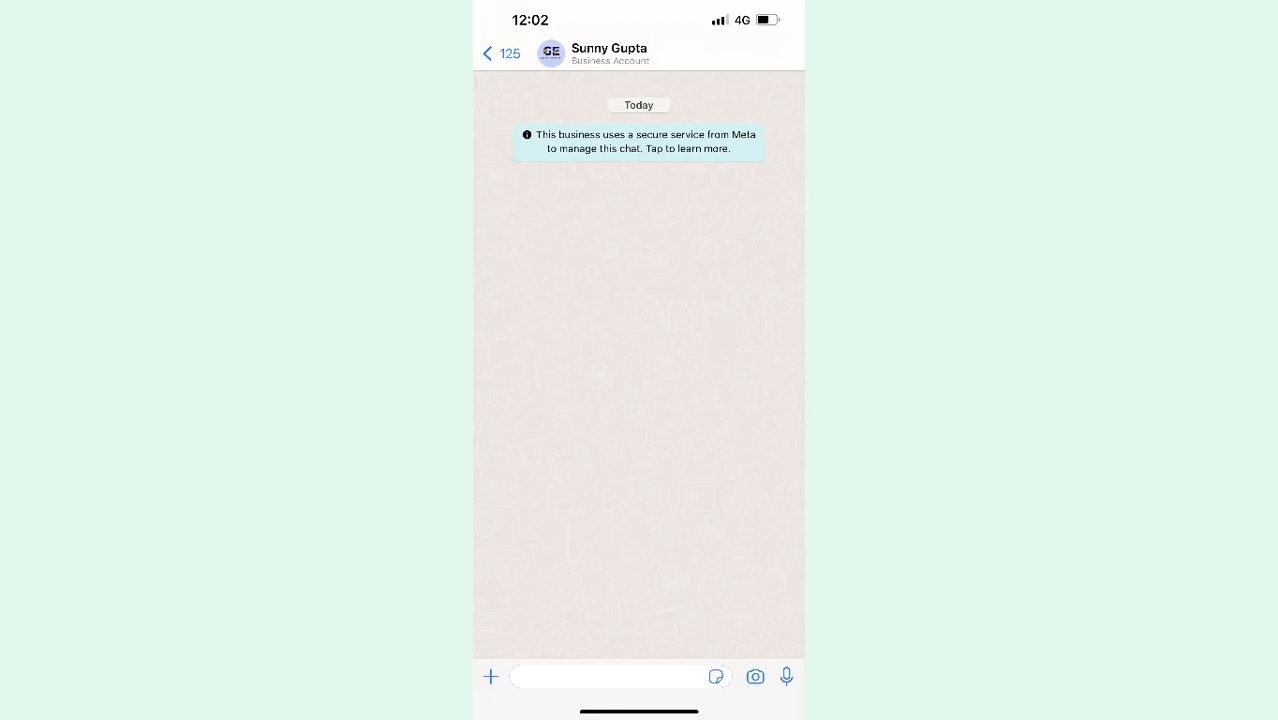 12:02
4G
125
GE
Sunny Gupta
Business Account
Today
This business uses a secure service from Meta
to manage this chat. Tap to learn more.